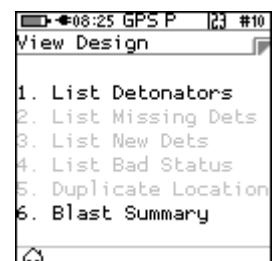 08:25 GPS P 123 #10
View Design
1. List Detonators
2. List Missing Dets
3. List New Dets
4. List Bad Status
5. Duplicate Location
6. Blast Summary